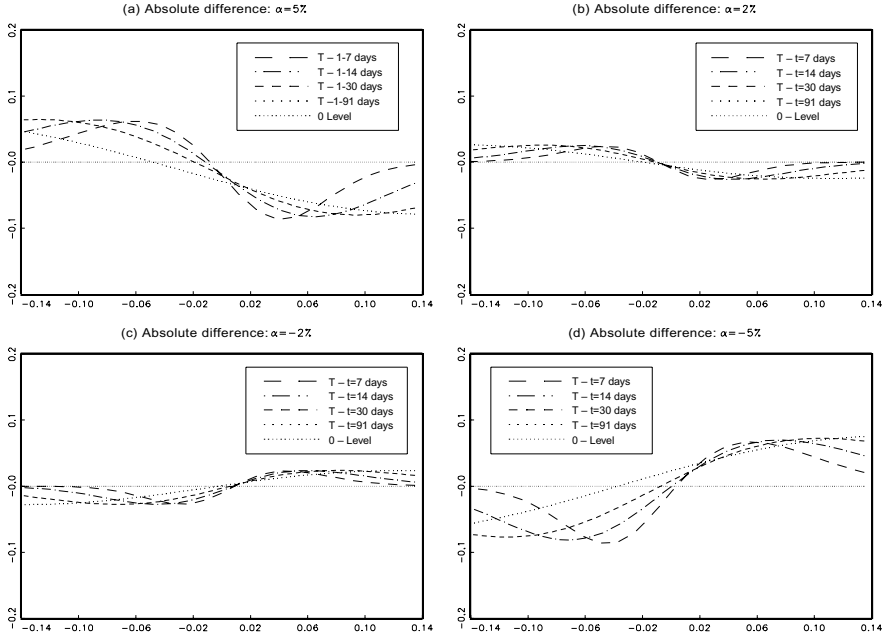 (a) Absolute difference: α=5%
0.2
0.1
−0.0
−0.1
−0.2
T – 1-7 days
T – 1-14 days
T – 1-30 days
T –1-91 days
0 Level
−0.14 −0.10 −0.06 −0.02 0.02 0.06 0.10 0.14
(b) Absolute difference: α=2%
0.2
0.1
−0.0
−0.1
−0.2
T – t=7 days
T – t=14 days
T – t=30 days
T – t=91 days
0 – Level
−0.14 −0.10 −0.06 −0.02 0.02 0.06 0.10 0.14
(c) Absolute difference: α=−2%
0.2
0.1
−0.0
−0.1
−0.2
T – t=7 days
T – t=14 days
T – t=30 days
T – t=91 days
0 – Level
−0.14 −0.10 −0.06 −0.02 0.02 0.06 0.10 0.14
(d) Absolute difference: α=−5%
0.2
0.1
−0.0
−0.1
−0.2
T – t=7 days
T – t=14 days
T – t=30 days
T – t=91 days
0 – Level
−0.14 −0.10 −0.06 −0.02 0.02 0.06 0.10 0.14